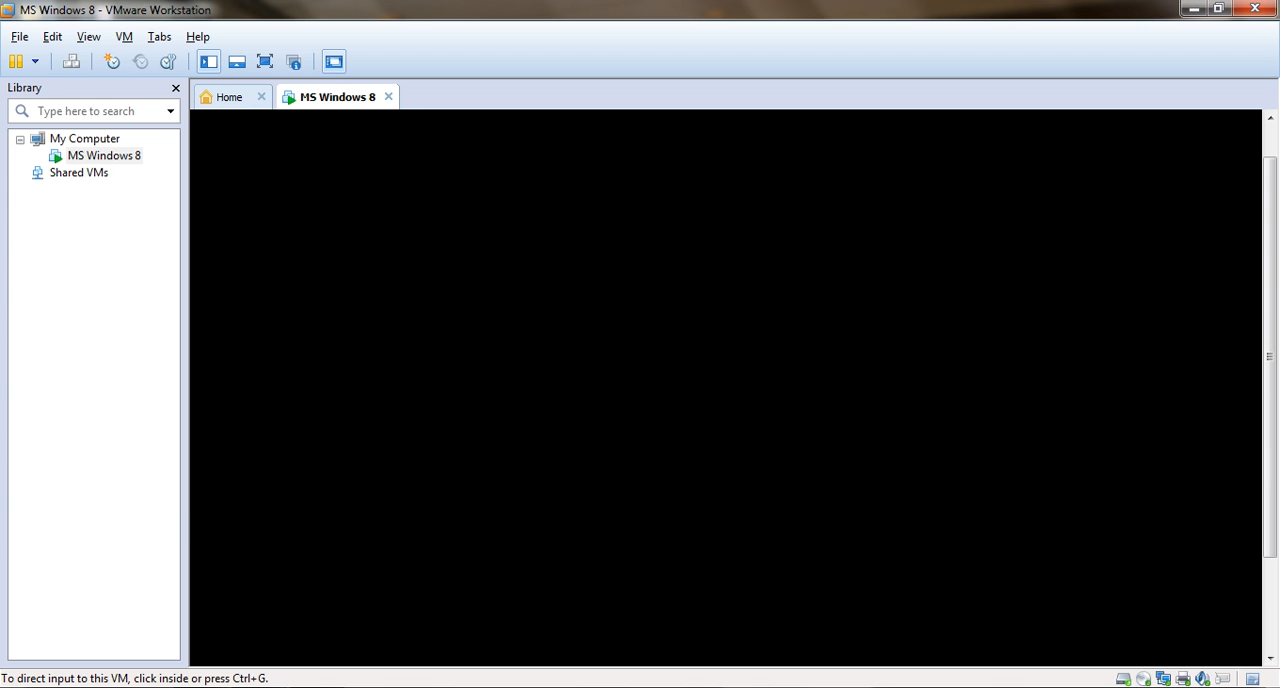 MS Windows 8 - VMware Workstation
File Edit View VM Tabs Help
Library
Home
MS Windows 8
Type here to search
My Computer
MS Windows 8
Shared VMs
To direct input to this VM, click inside or press Ctrl+G.